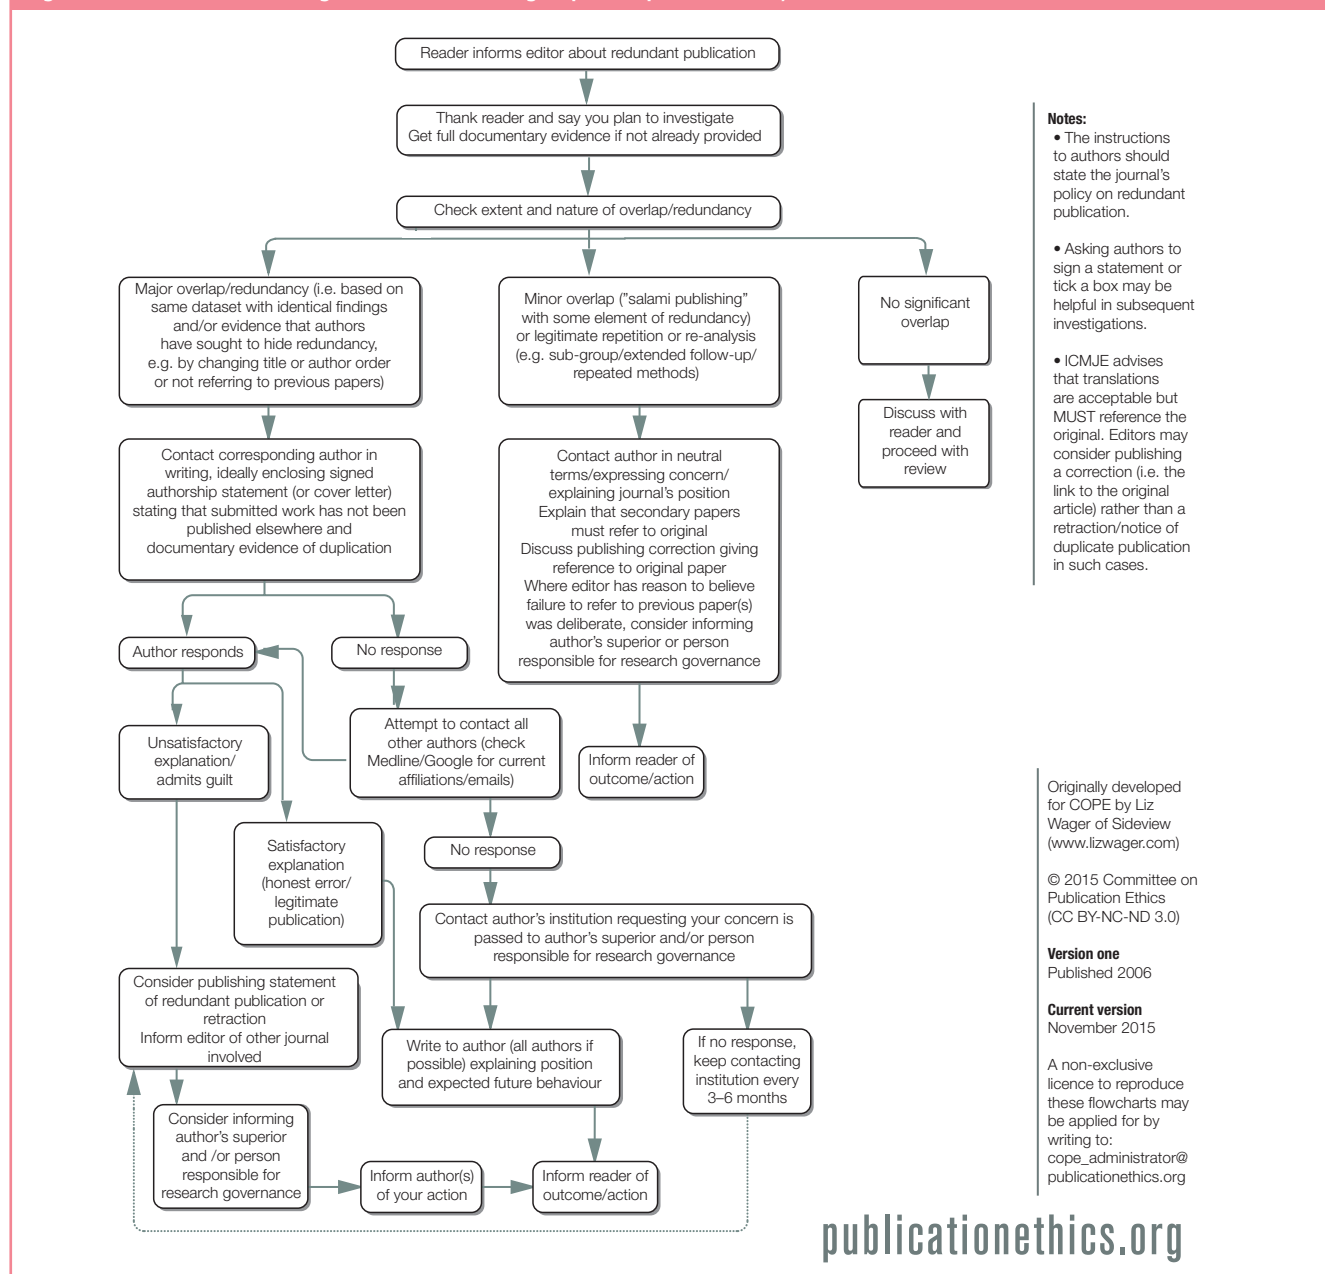 Reader informs editor about redundant publication
Thank reader and say you plan to investigate
Get full documentary evidence if not already provided
Check extent and nature of overlap/redundancy
Major overlap/redundancy (i.e. based on
same dataset with identical findings
and/or evidence that authors
have sought to hide redundancy,
e.g. by changing title or author order
or not referring to previous papers)
Minor overlap ("salami publishing"
with some element of redundancy)
or legitimate repetition or re-analysis
(e.g. sub-group/extended follow-up/
repeated methods)
No significant
overlap
Discuss with
reader and
proceed with
review
Contact corresponding author in
writing, ideally enclosing signed
authorship statement (or cover letter)
stating that submitted work has not been
published elsewhere and
documentary evidence of duplication
Contact author in neutral
terms/expressing concern/
explaining journal's position
Explain that secondary papers
must refer to original
Discuss publishing correction giving
reference to original paper
Where editor has reason to believe
failure to refer to previous paper(s)
was deliberate, consider informing
author's superior or person
responsible for research governance
Author responds
No response
Unsatisfactory
explanation/
admits guilt
Attempt to contact all
other authors (check
Medline/Google for current
affiliations/emails)
Inform reader of
outcome/action
Satisfactory
explanation
(honest error/
legitimate
publication)
No response
Contact author's institution requesting your concern is
passed to author's superior and/or person
responsible for research governance
Consider publishing statement
of redundant publication or
retraction
Inform editor of other journal
involved
Write to author (all authors if
possible) explaining position
and expected future behaviour
If no response,
keep contacting
institution every
3–6 months
Consider informing
author's superior
and /or person
responsible for
research governance
Inform author(s)
of your action
Inform reader of
outcome/action
Notes:
• The instructions
to authors should
state the journal's
policy on redundant
publication.
• Asking authors to
sign a statement or
tick a box may be
helpful in subsequent
investigations.
• ICMJE advises
that translations
are acceptable but
MUST reference the
original. Editors may
consider publishing
a correction (i.e. the
link to the original
article) rather than a
retraction/notice of
duplicate publication
in such cases.
Originally developed
for COPE by Liz
Wager of Sideview
(www.lizwager.com)
© 2015 Committee on
Publication Ethics
(CC BY-NC-ND 3.0)
Version one
Published 2006
Current version
November 2015
A non-exclusive
licence to reproduce
these flowcharts may
be applied for by
writing to:
cope_administrator@
publicationethics.org
publicationethics.org